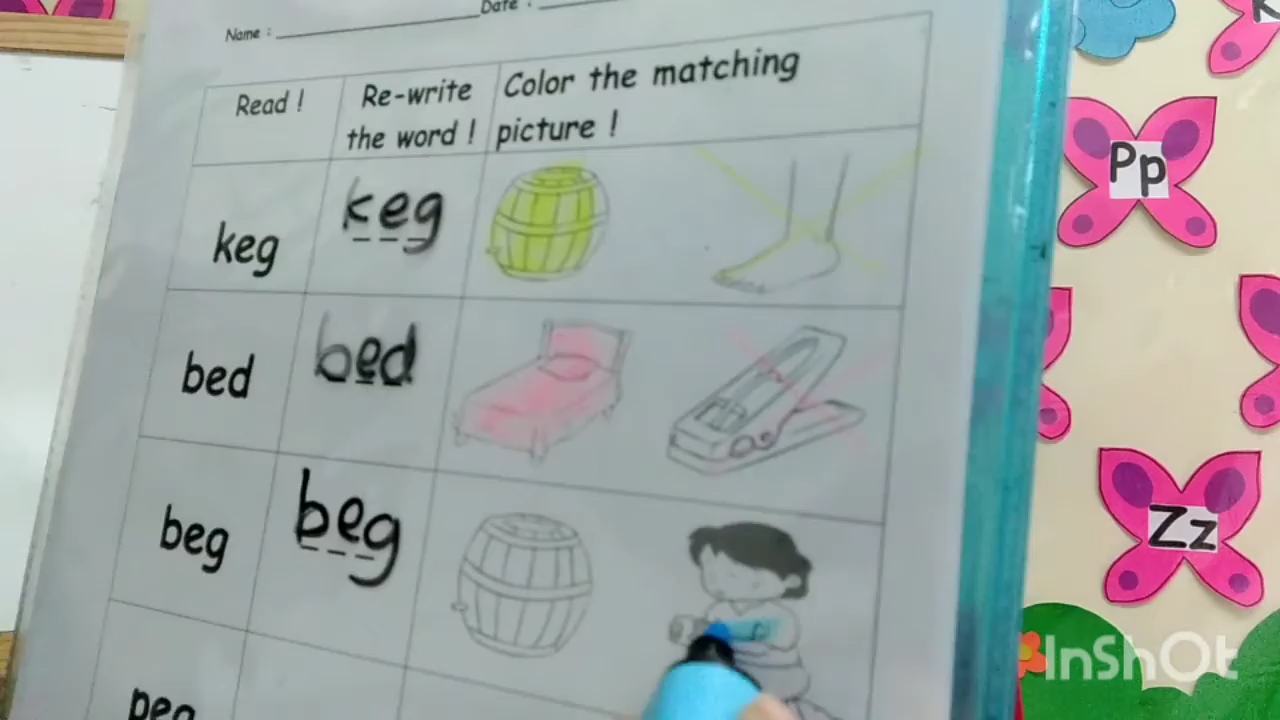 Date :
Name :
Read !
Re-write
the word !
Color the matching
picture !
keg
keg
bed
bed
beg
beg
peg
Pp
Zz
InShOt